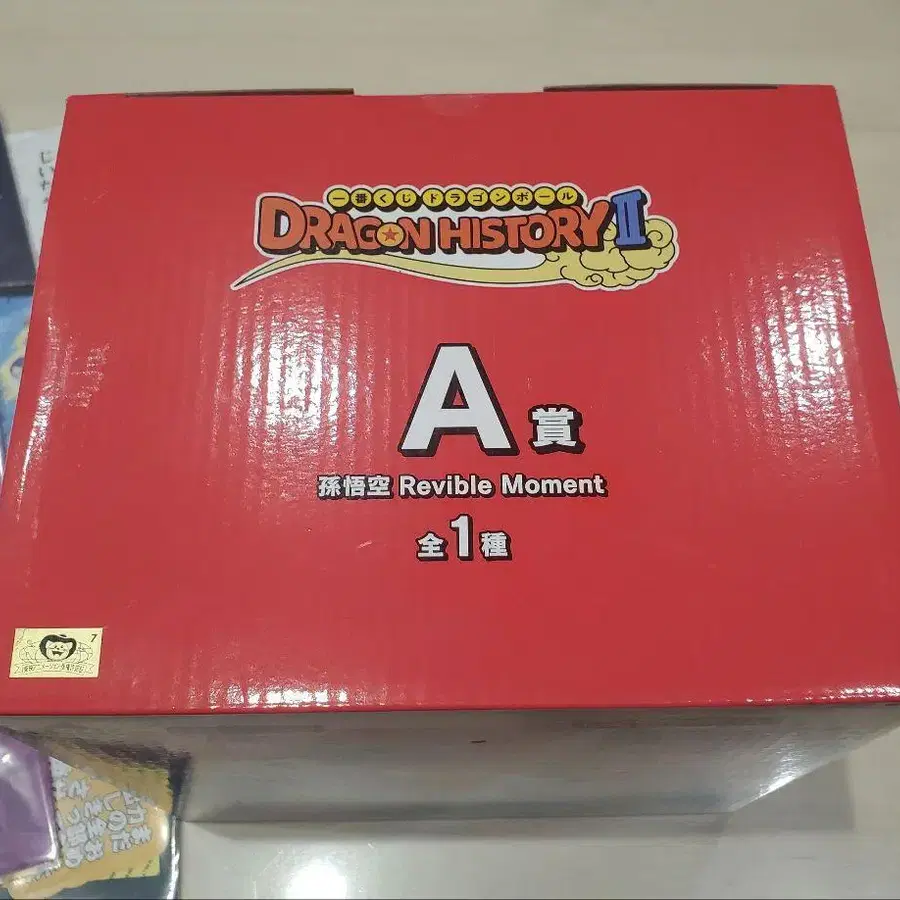 一番くじ ドラゴンボール
DRAGON HISTORY II
A賞
孫悟空 Revible Moment
全1種
7